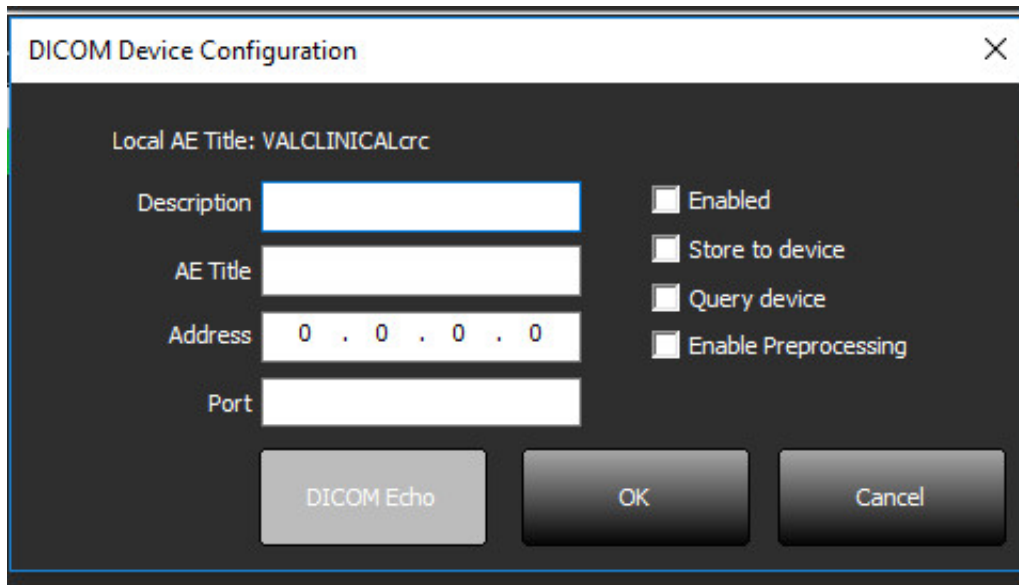 DICOM Device Configuration
Local AE Title: VALCLINICALcrc
Description
AE Title
Address 0 . 0 . 0 . 0
Port
Enabled
Store to device
Query device
Enable Preprocessing
DICOM Echo
OK
Cancel